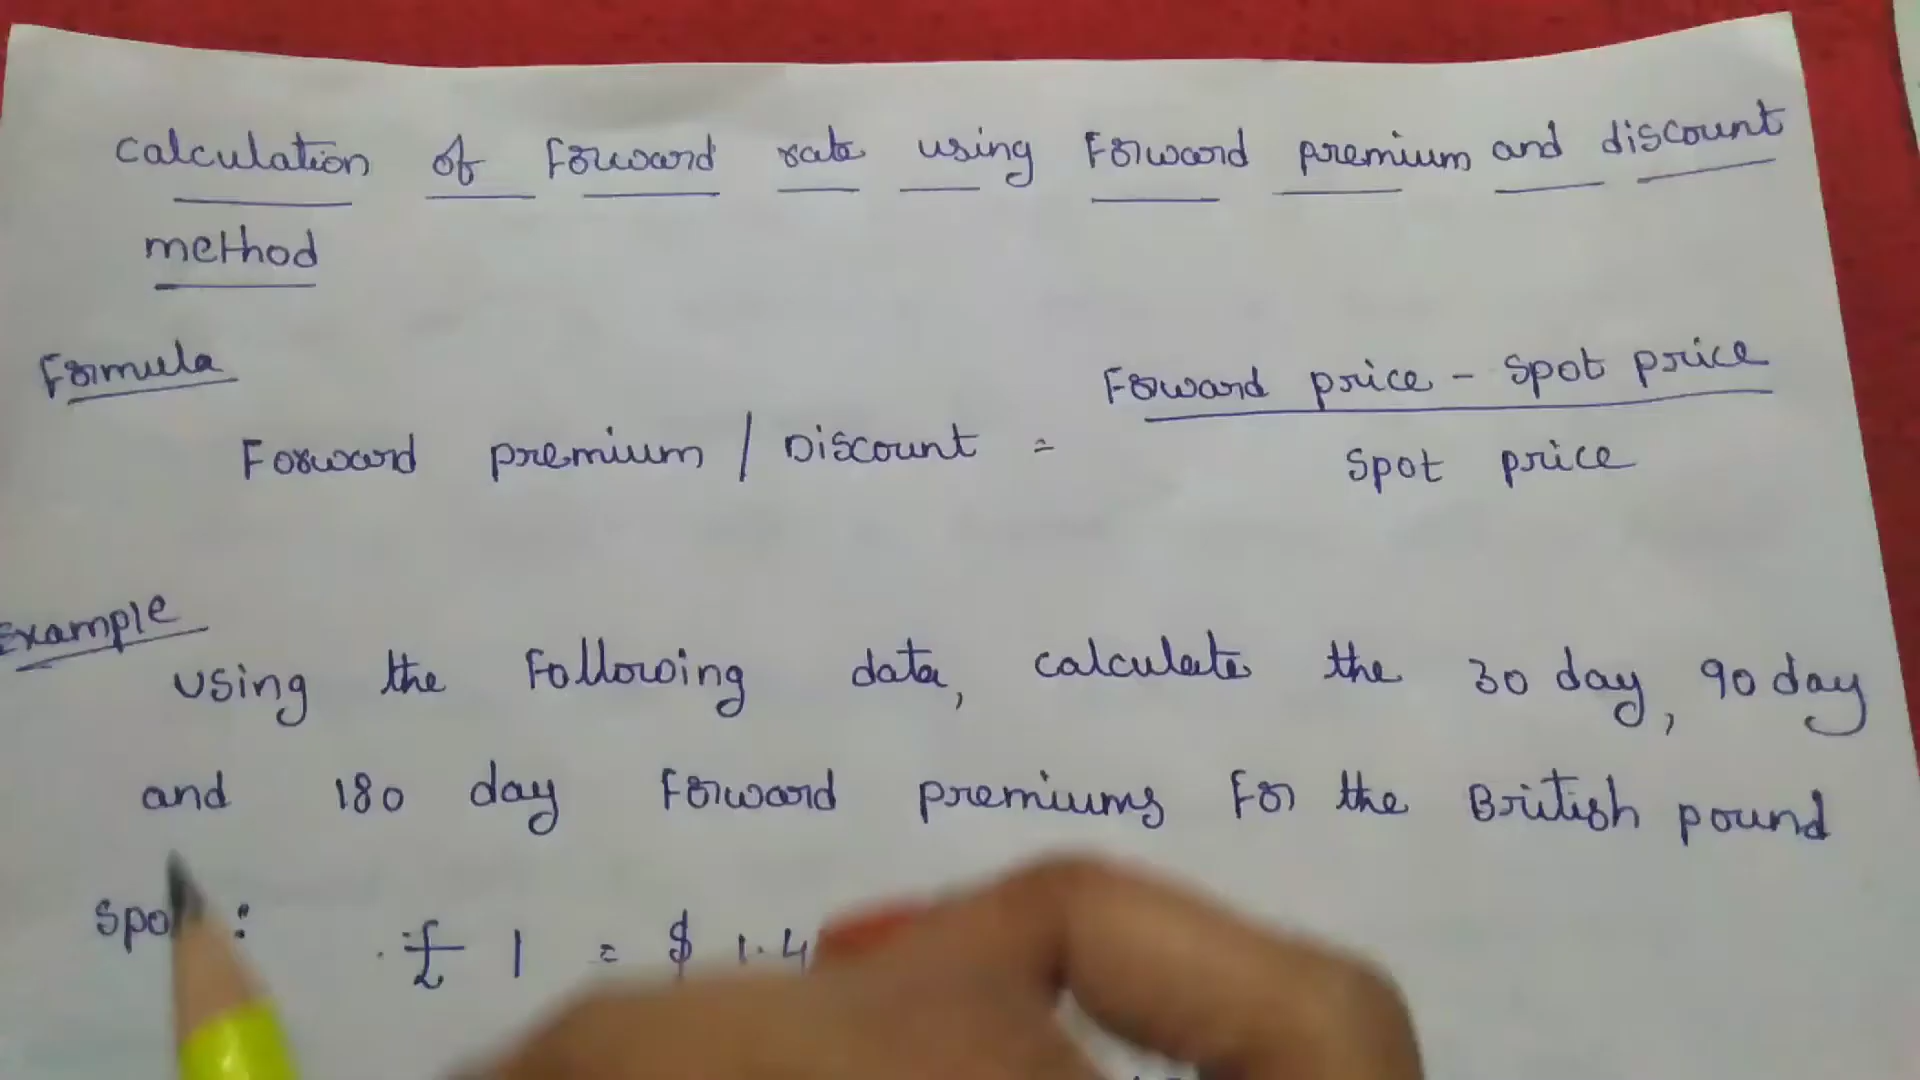 Calculation of Forward rate using Forward premium and discount
method
Formula
Forward price - Spot price
Forward premium / Discount =
Spot price
Example
Using the Following data, calculate the 30 day, 90 day
and 180 day Forward premiums For the British pound
: £ 1 = $ 1.4